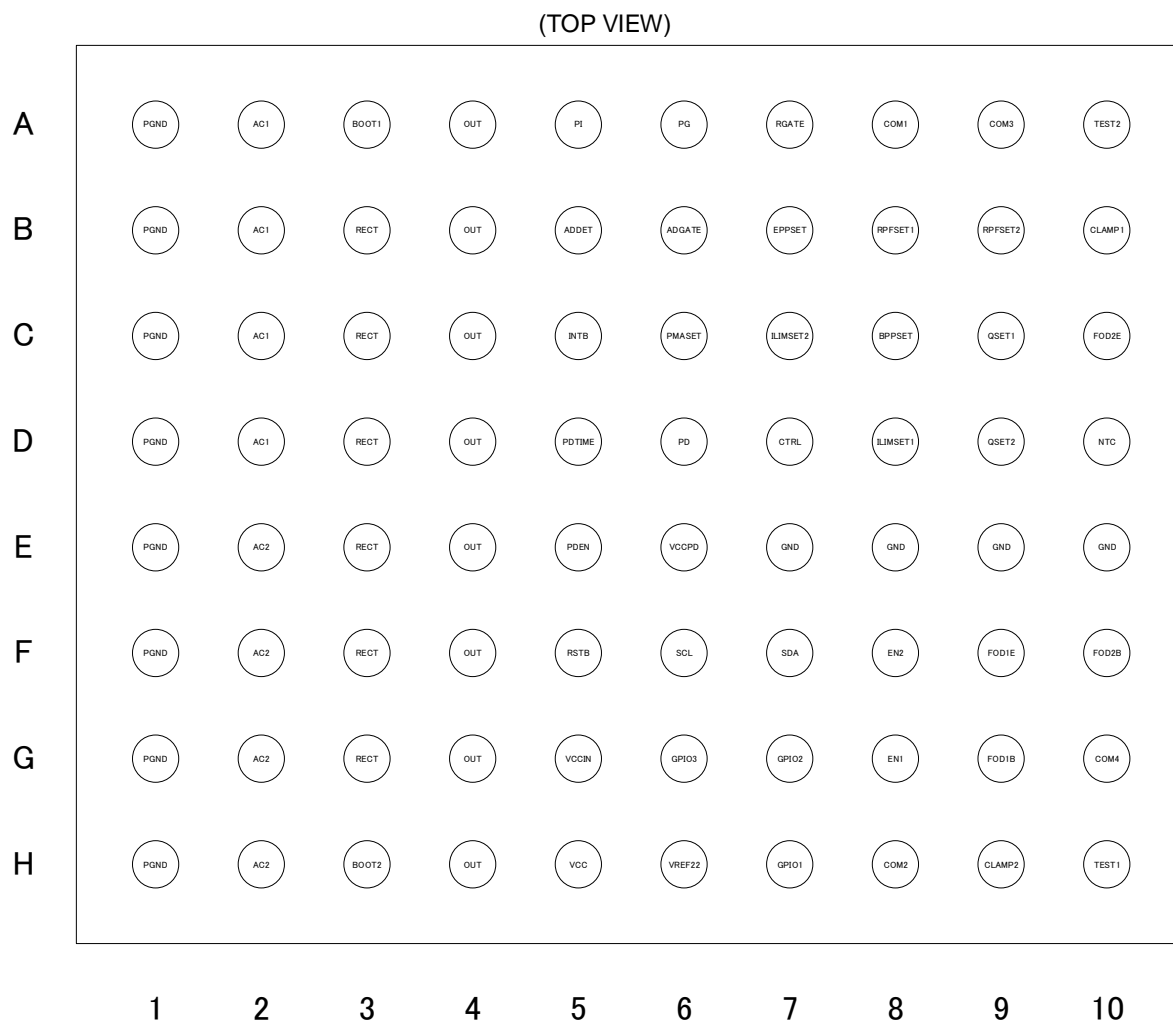 (TOP VIEW)
A PGND AC1 BOOT1 OUT PI PG RGATE COM1 COM3 TEST2
B PGND AC1 RECT OUT ADDET ADGATE EPPSET RPFSET1 RPFSET2 CLAMP1
C PGND AC1 RECT OUT INTB PMASET ILIMSET2 BPPSET QSET1 FOD2E
D PGND AC1 RECT OUT PDTIME PD CTRL ILIMSET1 QSET2 NTC
E PGND AC2 RECT OUT PDEN VCCPD GND GND GND GND
F PGND AC2 RECT OUT RSTB SCL SDA EN2 FOD1E FOD2B
G PGND AC2 RECT OUT VCCIN GPIO3 GPIO2 EN1 FOD1B COM4
H PGND AC2 BOOT2 OUT VCC VREF22 GPIO1 COM2 CLAMP2 TEST1
1 2 3 4 5 6 7 8 9 10